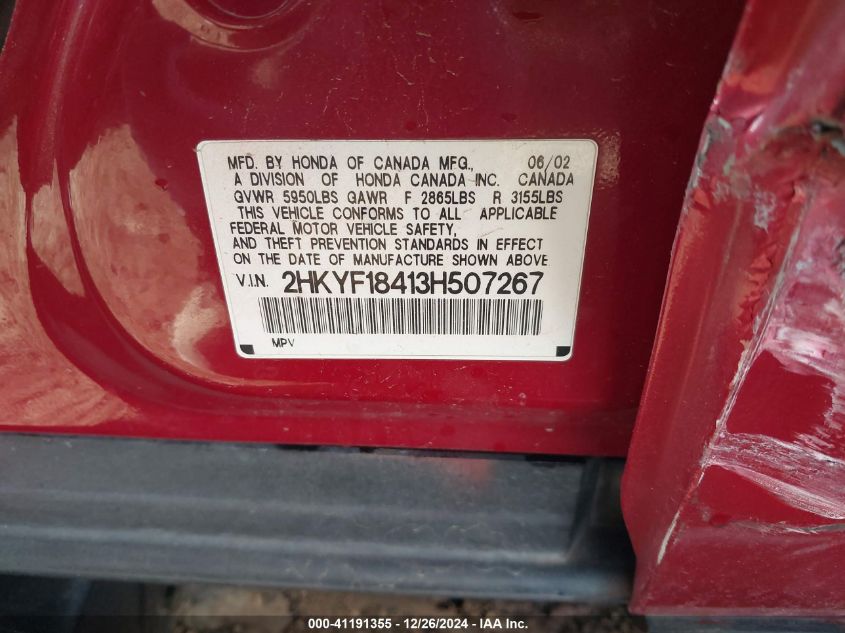 MFD. BY HONDA OF CANADA MFG., 06/02
A DIVISION OF HONDA CANADA INC. CANADA
GVWR 5950LBS GAWR F 2865LBS R 3155LBS
THIS VEHICLE CONFORMS TO ALL APPLICABLE
FEDERAL MOTOR VEHICLE SAFETY,
AND THEFT PREVENTION STANDARDS IN EFFECT
ON THE DATE OF MANUFACTURE SHOWN ABOVE
V.I.N. 2HKYF18413H507267
MPV
000-41191355 - 12/26/2024 - IAA Inc.